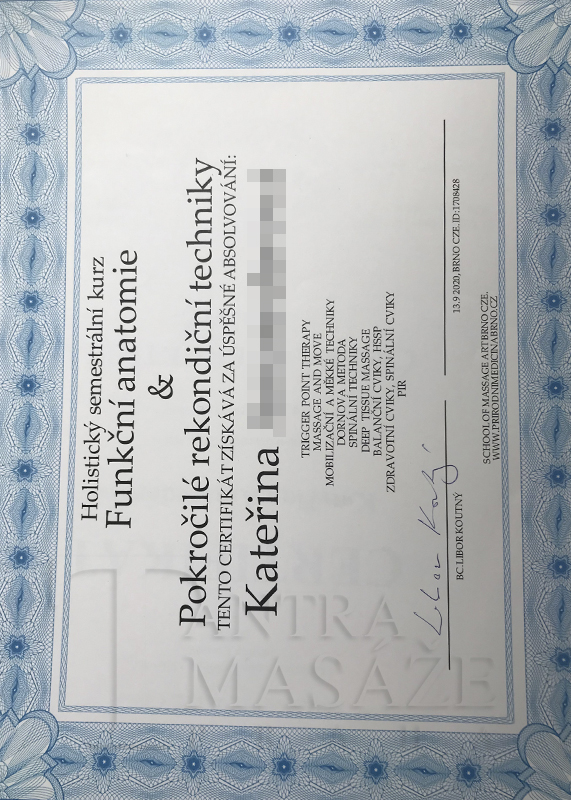 Holistický semestrální kurz
Funkční anatomie
&
Pokročilé rekondiční techniky
TENTO CERTIFIKÁT ZÍSKÁVÁ ZA ÚSPĚŠNÉ ABSOLVOVÁNÍ:
Kateřina
TRIGGER POINT THERAPY
MASSAGE AND MOVE
MOBILIZAČNÍ A MĚKKÉ TECHNIKY
DORNOVA METODA
SPINÁLNÍ TECHNIKY
DEEP TISSUE MASSAGE
BALANČNÍ CVIKY, HSSP
ZDRAVOTNÍ CVIKY, SPINÁLNÍ CVIKY
PIR
BC. LIBOR KOUTNÝ
13.9 2020, BRNO CZE, ID:1708428
SCHOOL OF MASSAGE ART BRNO CZE.
WWW.PRIRODNIMEDICINABRNO.CZ
TANTRA
MASÁŽE